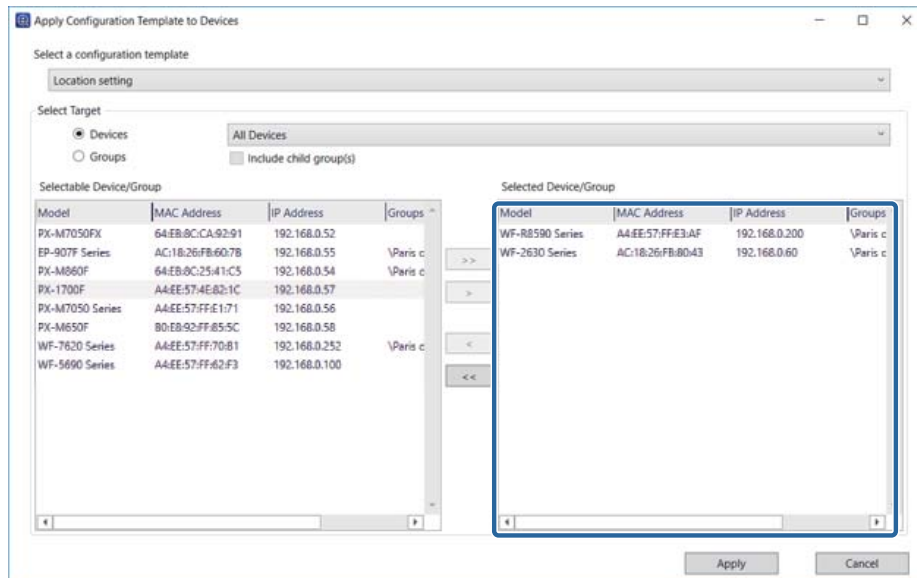 Apply Configuration Template to Devices
Select a configuration template
Location setting
Select Target
Devices
All Devices
Groups
Include child group(s)
Selectable Device/Group
Selected Device/Group
Model MAC Address IP Address Groups
PX-M7050FX 64:EB:8C:CA:92:91 192.168.0.52
EP-907F Series AC:18:26:FB:60:7B 192.168.0.55 \Paris c
PX-M860F 64:EB:8C:25:41:C5 192.168.0.54 \Paris c
PX-1700F A4:EE:57:4E:82:1C 192.168.0.57
PX-M7050 Series A4:EE:57:FF:E1:71 192.168.0.56
PX-M650F B0:E8:92:FF:85:5C 192.168.0.58
WF-7620 Series A4:EE:57:FF:70:B1 192.168.0.252 \Paris c
WF-5690 Series A4:EE:57:FF:62:F3 192.168.0.100
>>
>
<
<<
Model MAC Address IP Address Groups
WF-R8590 Series A4:EE:57:FF:E3:AF 192.168.0.200 \Paris c
WF-2630 Series AC:18:26:FB:80:43 192.168.0.60 \Paris c
Apply Cancel